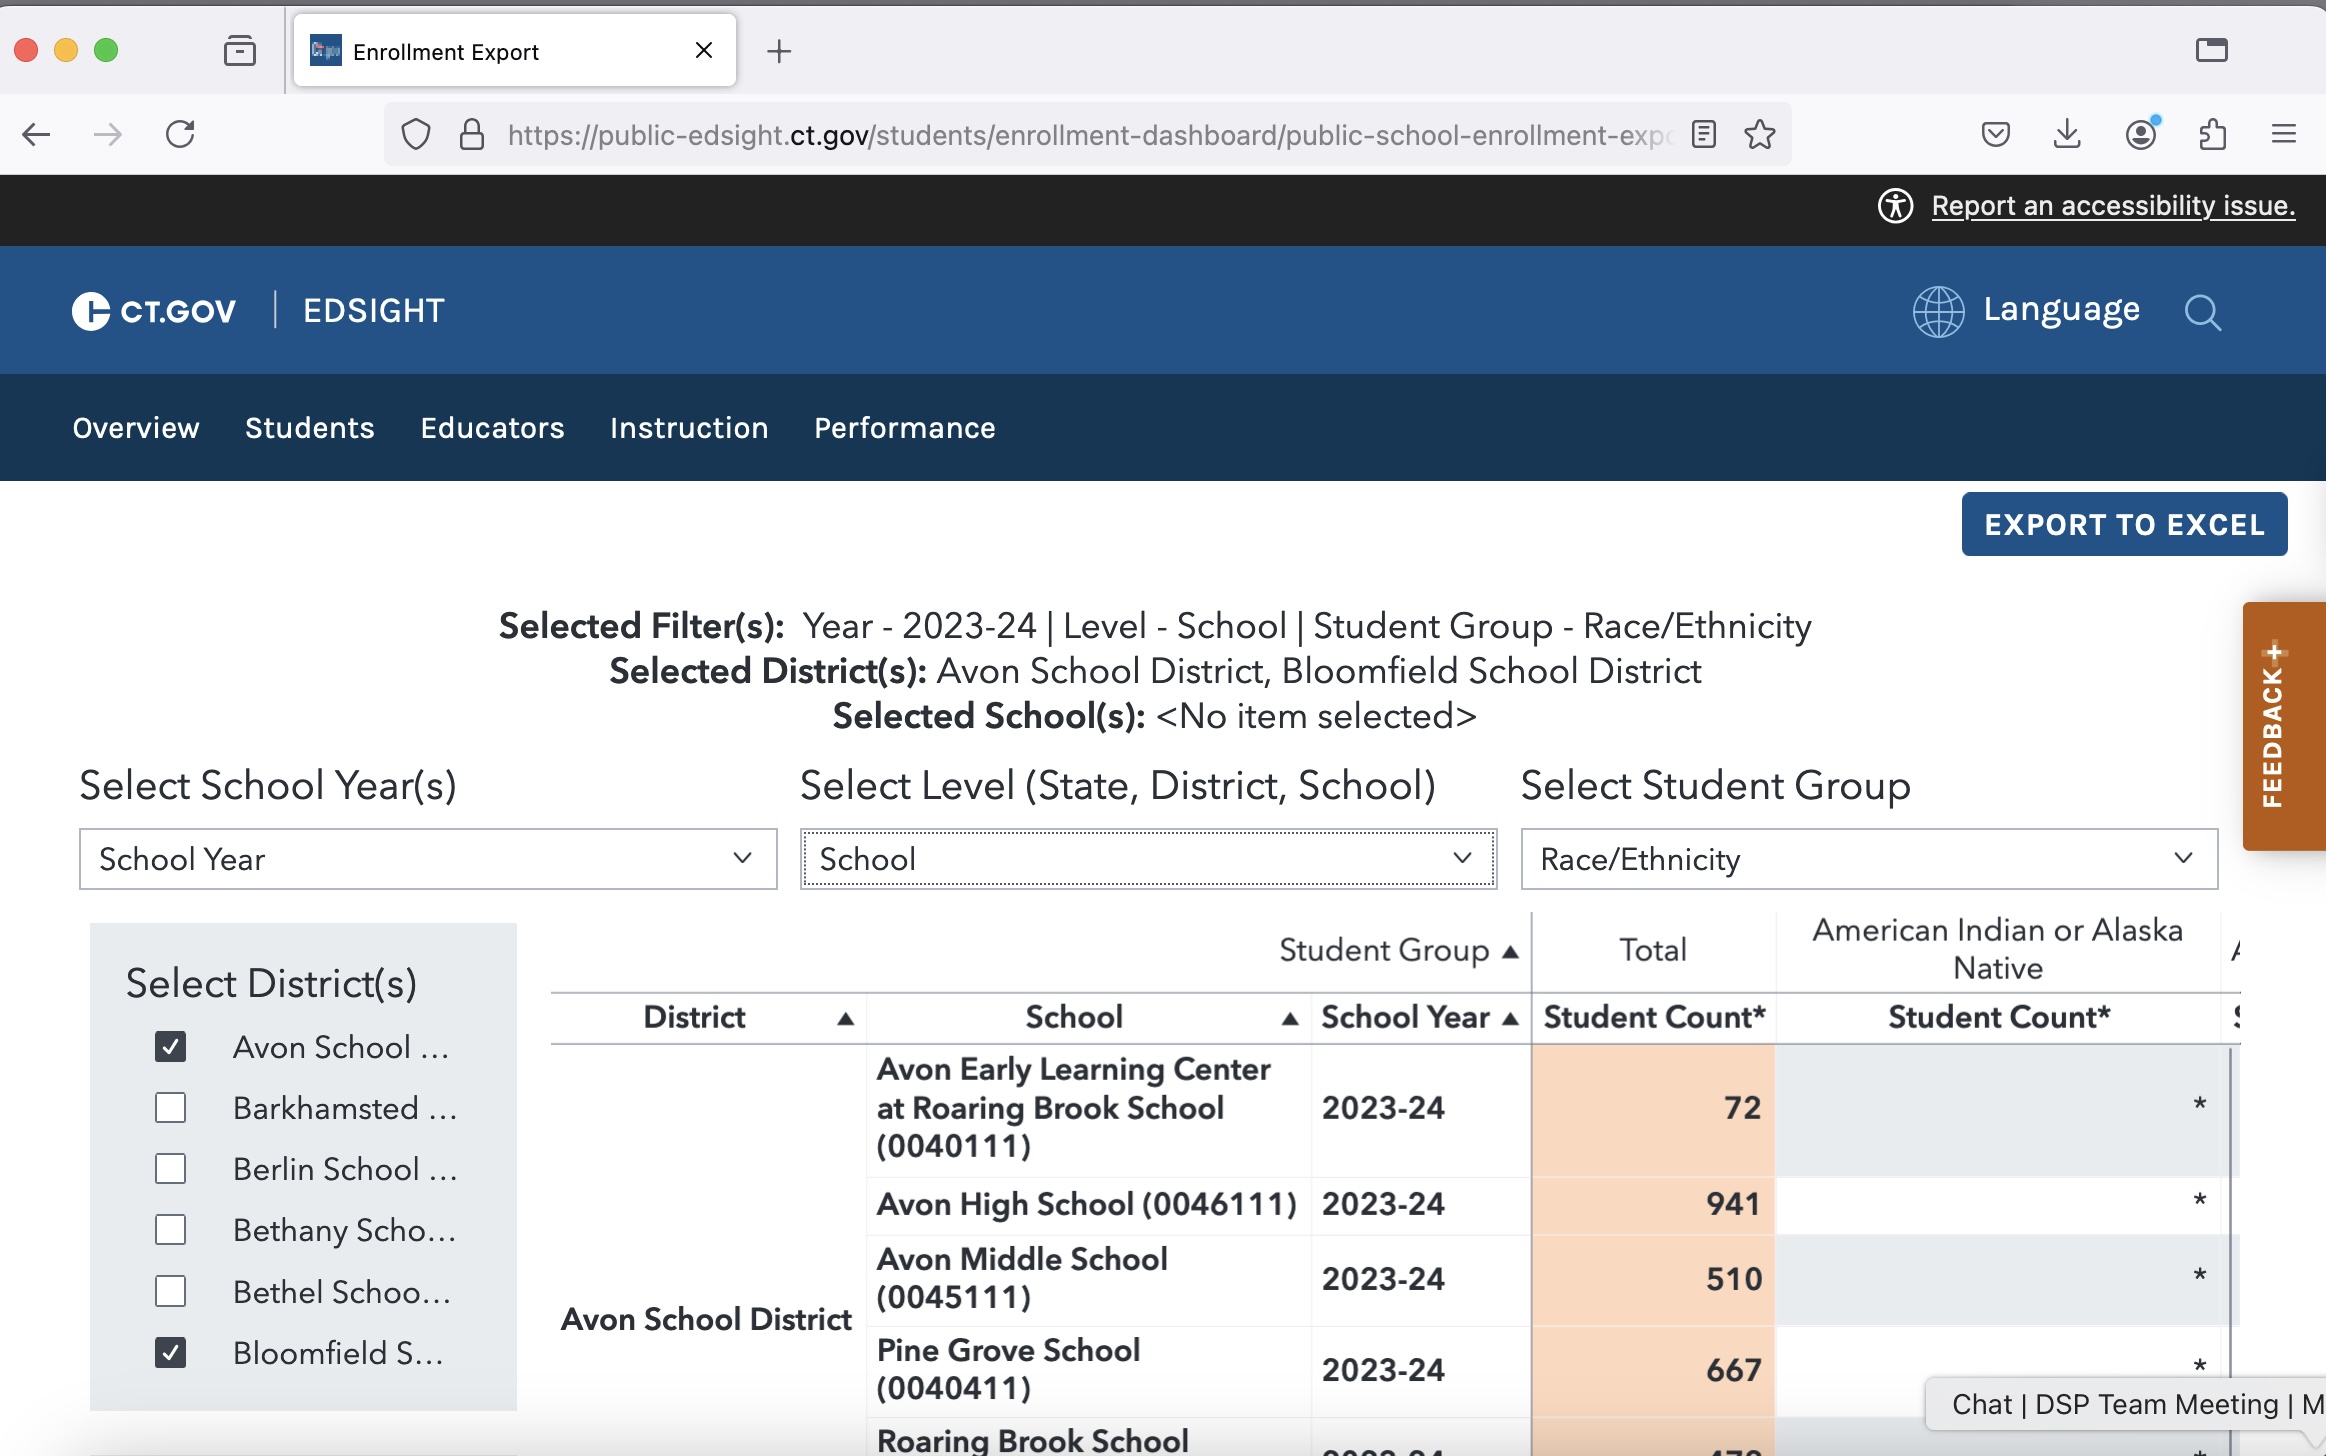 Enrollment Export
https://public-edsight.ct.gov/students/enrollment-dashboard/public-school-enrollment-expo
Report an accessibility issue.
CT.GOV | EDSIGHT
Language
Overview Students Educators Instruction Performance
EXPORT TO EXCEL
FEEDBACK
Selected Filter(s): Year - 2023-24 | Level - School | Student Group - Race/Ethnicity
Selected District(s): Avon School District, Bloomfield School District
Selected School(s): <No item selected>
Select School Year(s)
School Year
Select Level (State, District, School)
School
Select Student Group
Race/Ethnicity
Select District(s)
Avon School ...
Barkhamsted ...
Berlin School ...
Bethany Scho...
Bethel Schoo...
Bloomfield S...
Student Group ▲ Total American Indian or Alaska
Native
District ▲ School ▲ School Year ▲ Student Count* Student Count*
Avon School District
Avon Early Learning Center
at Roaring Brook School
(0040111)
2023-24 72 *
Avon High School (0046111) 2023-24 941 *
Avon Middle School
(0045111)
2023-24 510 *
Pine Grove School
(0040411)
2023-24 667 *
Roaring Brook School
Chat | DSP Team Meeting | M